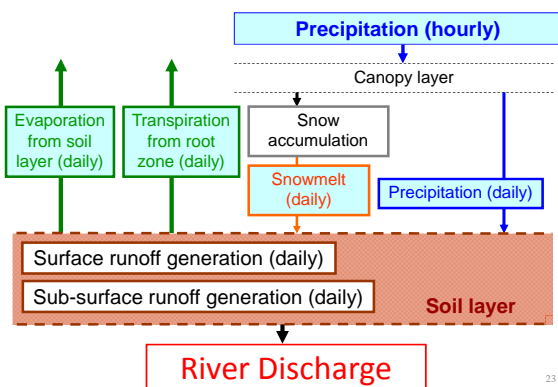 Precipitation (hourly)
Canopy layer
Evaporation
from soil
layer (daily)
Transpiration
from root
zone (daily)
Snow
accumulation
Snowmelt
(daily)
Precipitation (daily)
Surface runoff generation (daily)
Sub-surface runoff generation (daily)
Soil layer
River Discharge
23